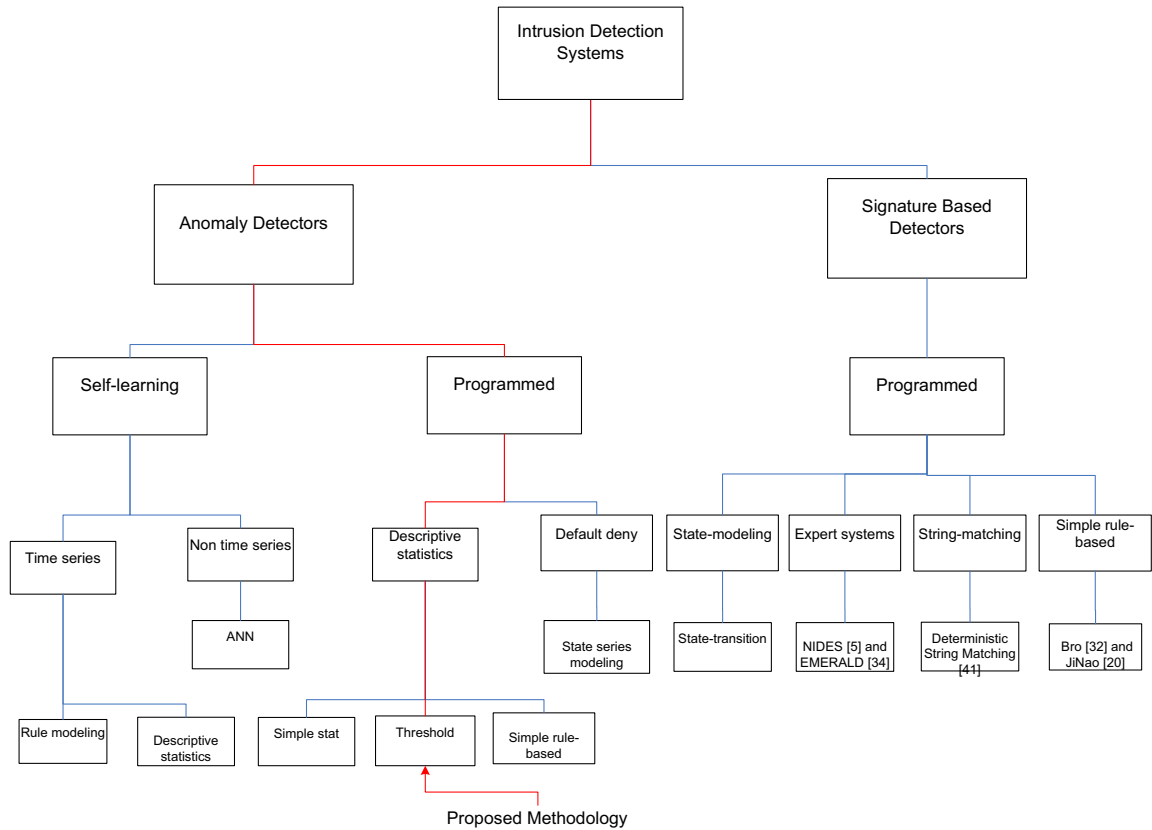 Intrusion Detection
Systems
Anomaly Detectors
Signature Based
Detectors
Self-learning
Programmed
Programmed
Time series
Non time series
Descriptive
statistics
Default deny
State-modeling
Expert systems
String-matching
Simple rule-
based
ANN
State series
modeling
State-transition
NIDES [5] and
EMERALD [34]
Deterministic
String Matching
[41]
Bro [32] and
JiNao [20]
Rule modeling
Descriptive
statistics
Simple stat
Threshold
Simple rule-
based
Proposed Methodology